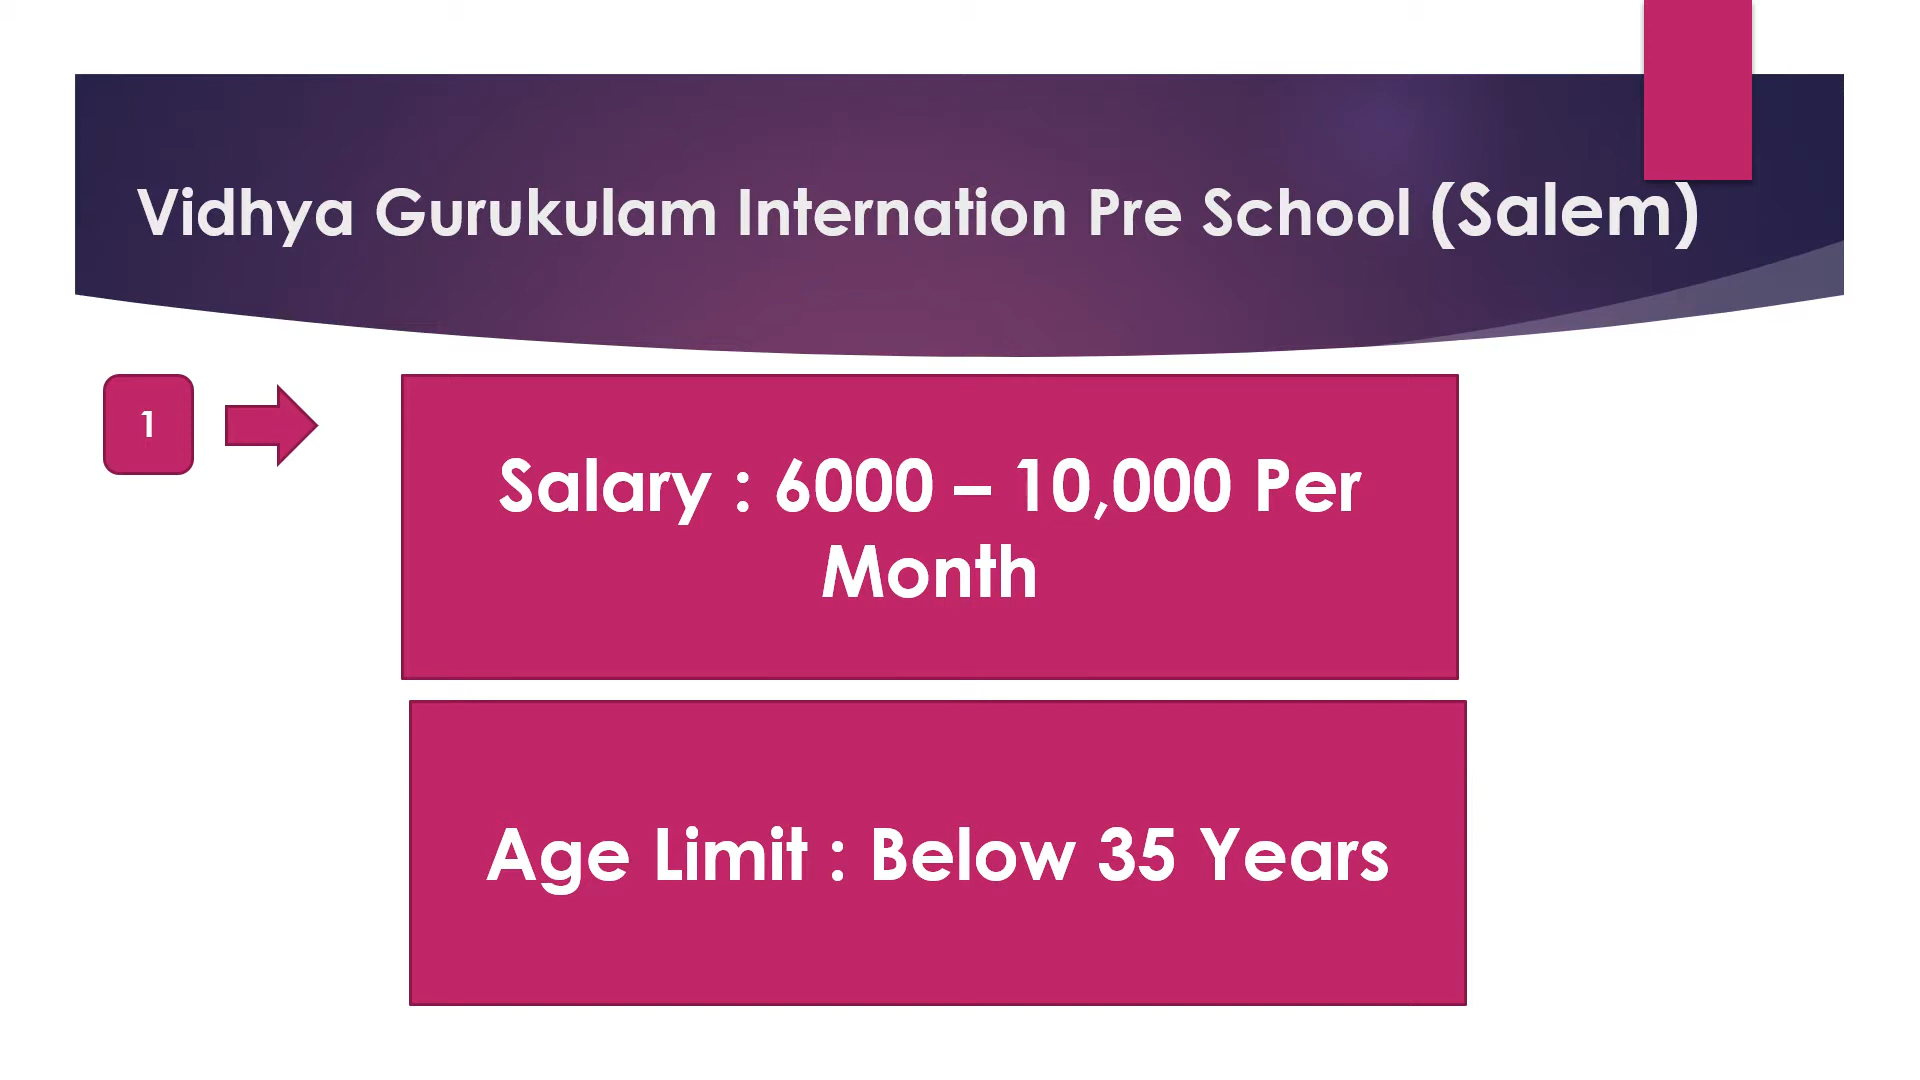 Vidhya Gurukulam Internation Pre School (Salem)
1
Salary : 6000 – 10,000 Per
Month
Age Limit : Below 35 Years